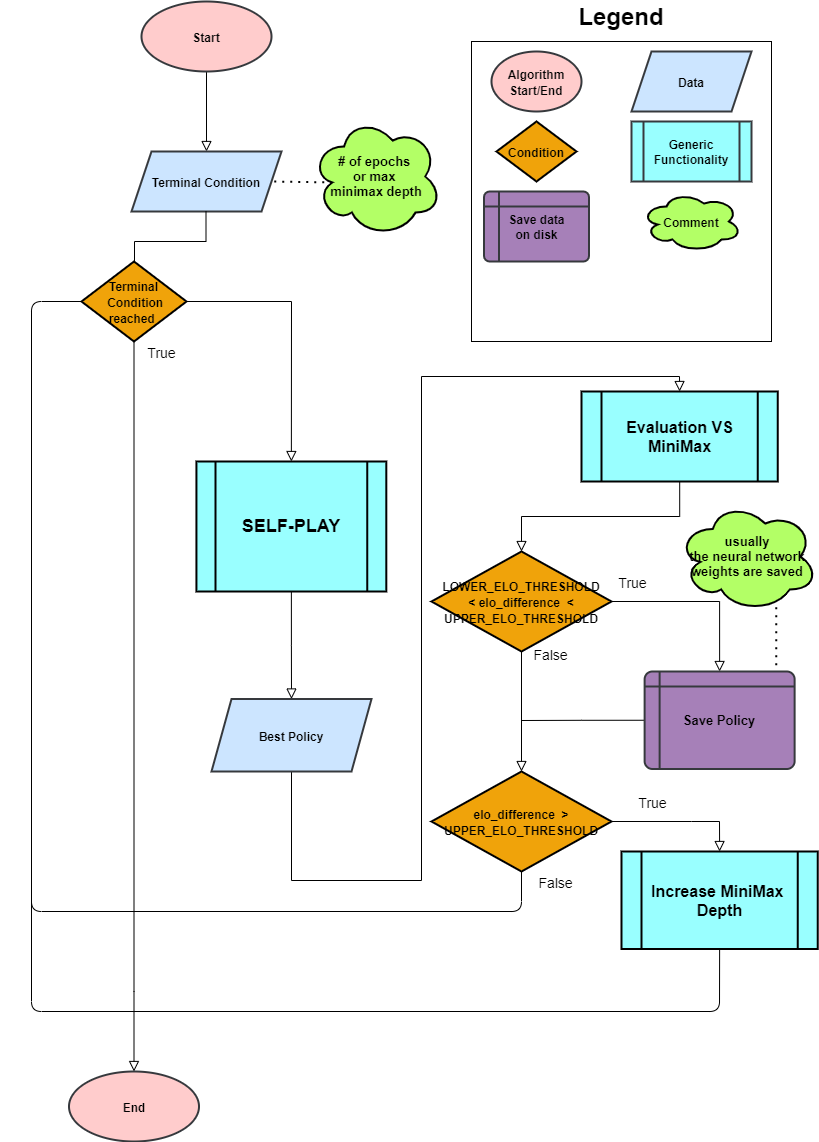 Legend
Start
Algorithm
Start/End
Data
Condition
Generic
Functionality
Save data
on disk
Comment
Terminal Condition
# of epochs
or max
minimax depth
Terminal
Condition
reached
True
SELF-PLAY
Best Policy
Evaluation VS
MiniMax
usually
the neural network
weights are saved
LOWER_ELO_THRESHOLD
< elo_difference <
UPPER_ELO_THRESHOLD
True
False
Save Policy
elo_difference >
UPPER_ELO_THRESHOLD
True
False
Increase MiniMax
Depth
End